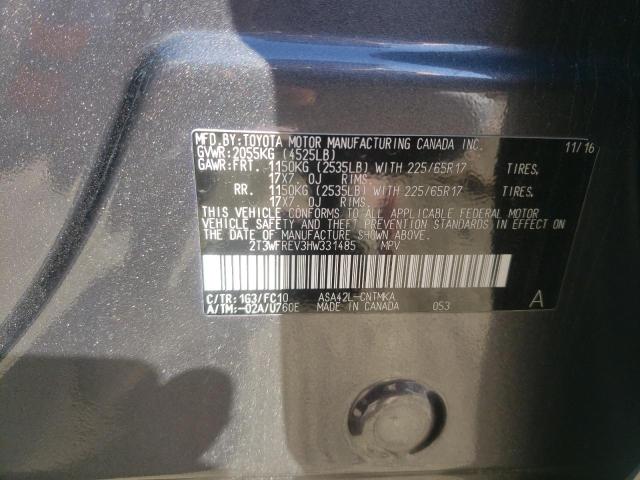 MFD.BY:TOYOTA MOTOR MANUFACTURING CANADA INC. 11/16
GVWR:2055KG (4525LB)
GAWR:FRT. 1150KG (2535LB) WITH 225/65R17 TIRES.
17X7.0J RIMS.
RR. 1150KG (2535LB) WITH 225/65R17 TIRES.
17X7.0J RIMS.
THIS VEHICLE CONFORMS TO ALL APPLICABLE FEDERAL MOTOR
VEHICLE SAFETY AND THEFT PREVENTION STANDARDS IN EFFECT ON
THE DATE OF MANUFACTURE SHOWN ABOVE.
2T3WFREV3HW331485 MPV
C/TR:1G3/FC10 ASA42L-CNTMKA A
A/TM:-02A/U760E MADE IN CANADA 053